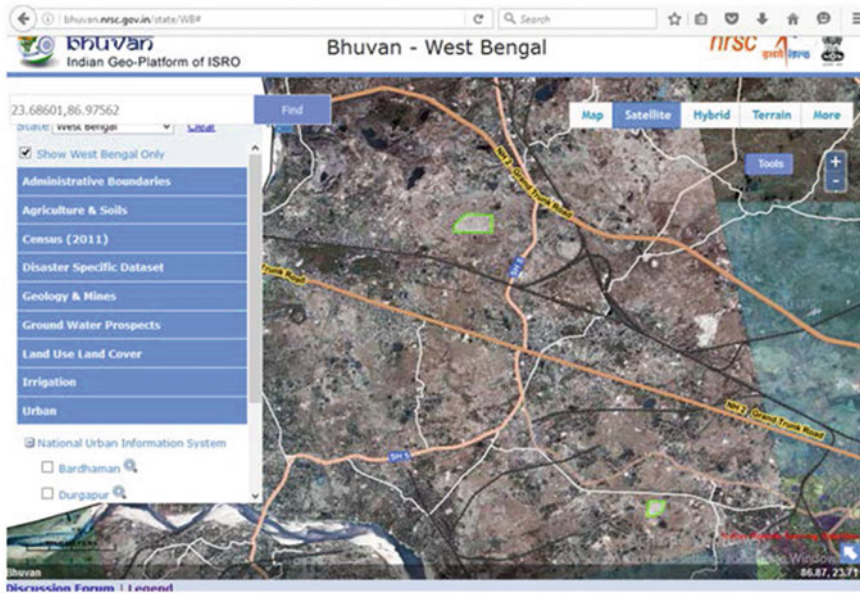 bhuvan.nrsc.gov.in/state/WB#
Search
bhuvan
Indian Geo-Platform of ISRO
Bhuvan - West Bengal
nrsc
23.68601,86.97562
Find
State West Bengal Clear
Show West Bengal Only
Administrative Boundaries
Agriculture & Soils
Census (2011)
Disaster Specific Dataset
Geology & Mines
Ground Water Prospects
Land Use Land Cover
Irrigation
Urban
National Urban Information System
Bardhaman
Durgapur
Map Satellite Hybrid Terrain More
Tools
+
-
NH 2 - Grand Trunk Road
SH 5
Trunk Road
NH 2 - Grand Trunk Road
SH 5
Bhuvan
86.87, 23.71
Discussion Forum | Legend